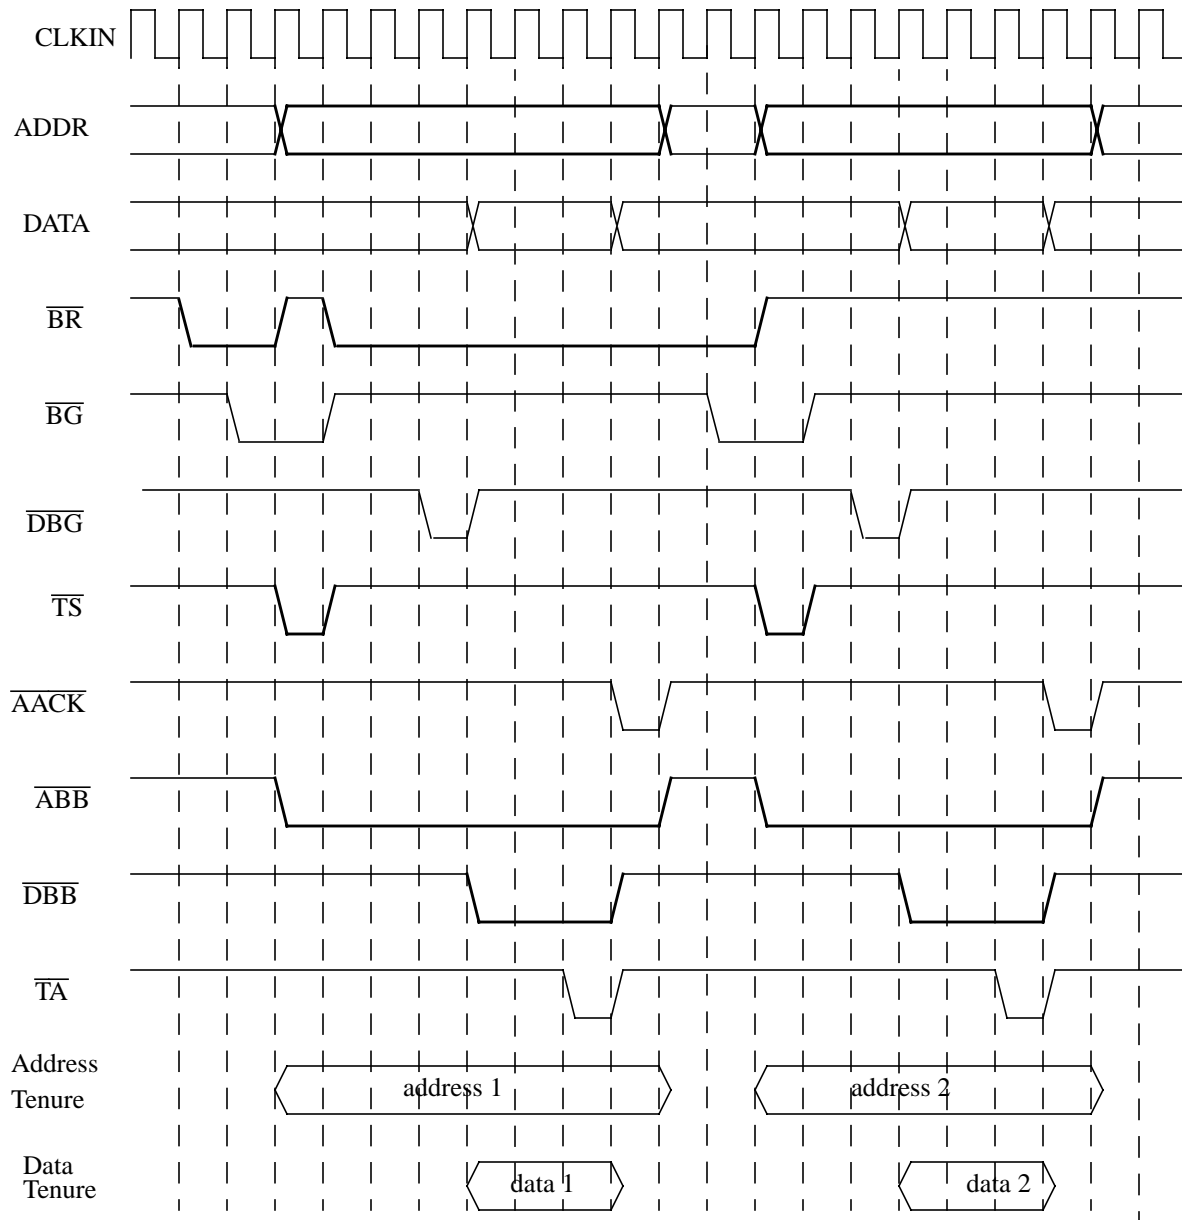 CLKIN
ADDR
DATA
BR
BG
DBG
TS
AACK
ABB
DBB
TA
Address
Tenure
address 1
address 2
Data
Tenure
data 1
data 2